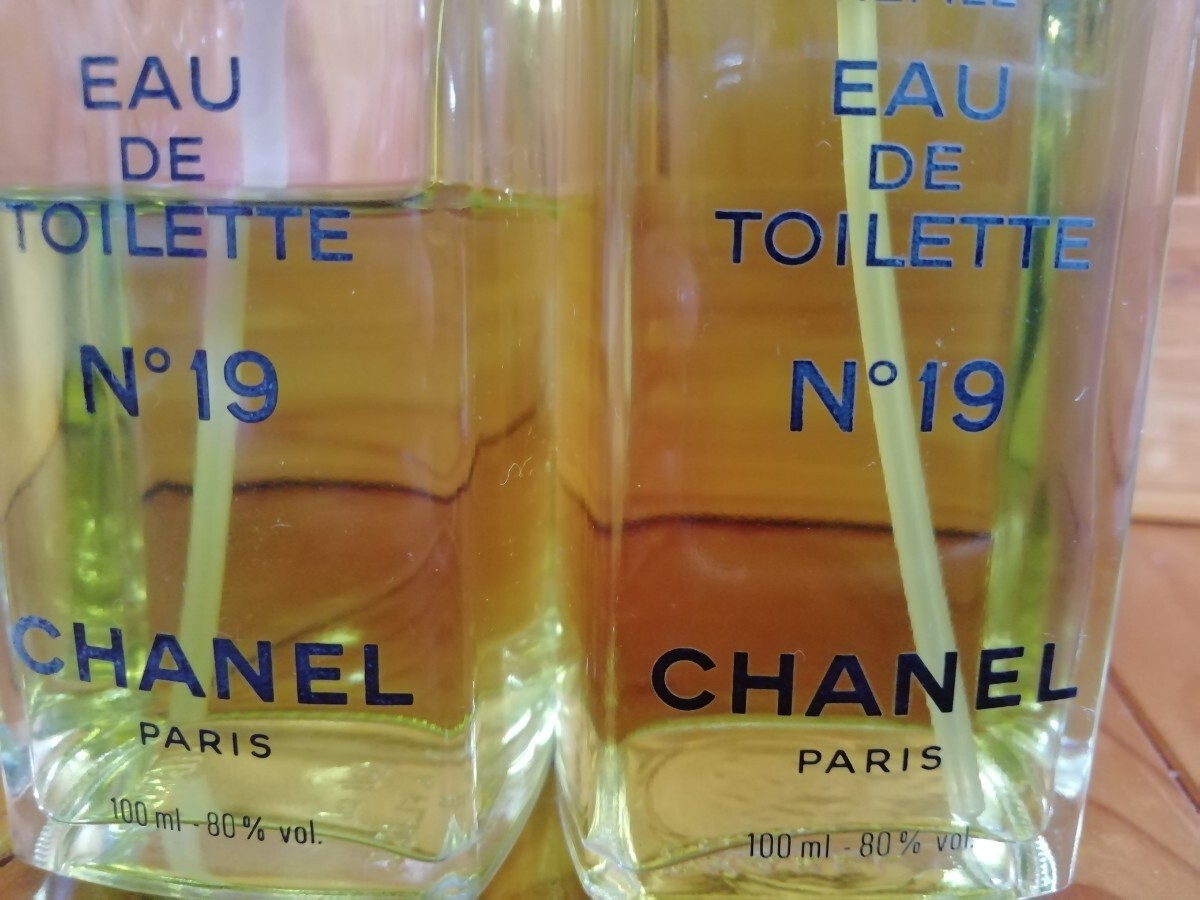 EAU
DE
TOILETTE
N°19
CHANEL
PARIS
100 ml - 80% vol.
EAU
DE
TOILETTE
N°19
CHANEL
PARIS
100 ml - 80% vol.